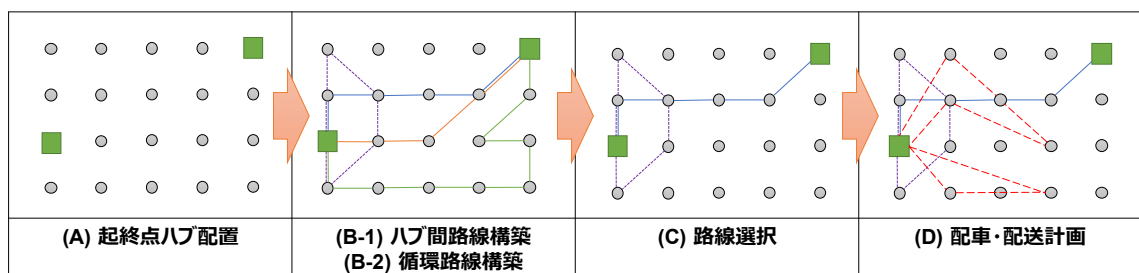 (A) 起終点ハブ配置
(B-1) ハブ間路線構築
(B-2) 循環路線構築
(C) 路線選択
(D) 配車・配送計画